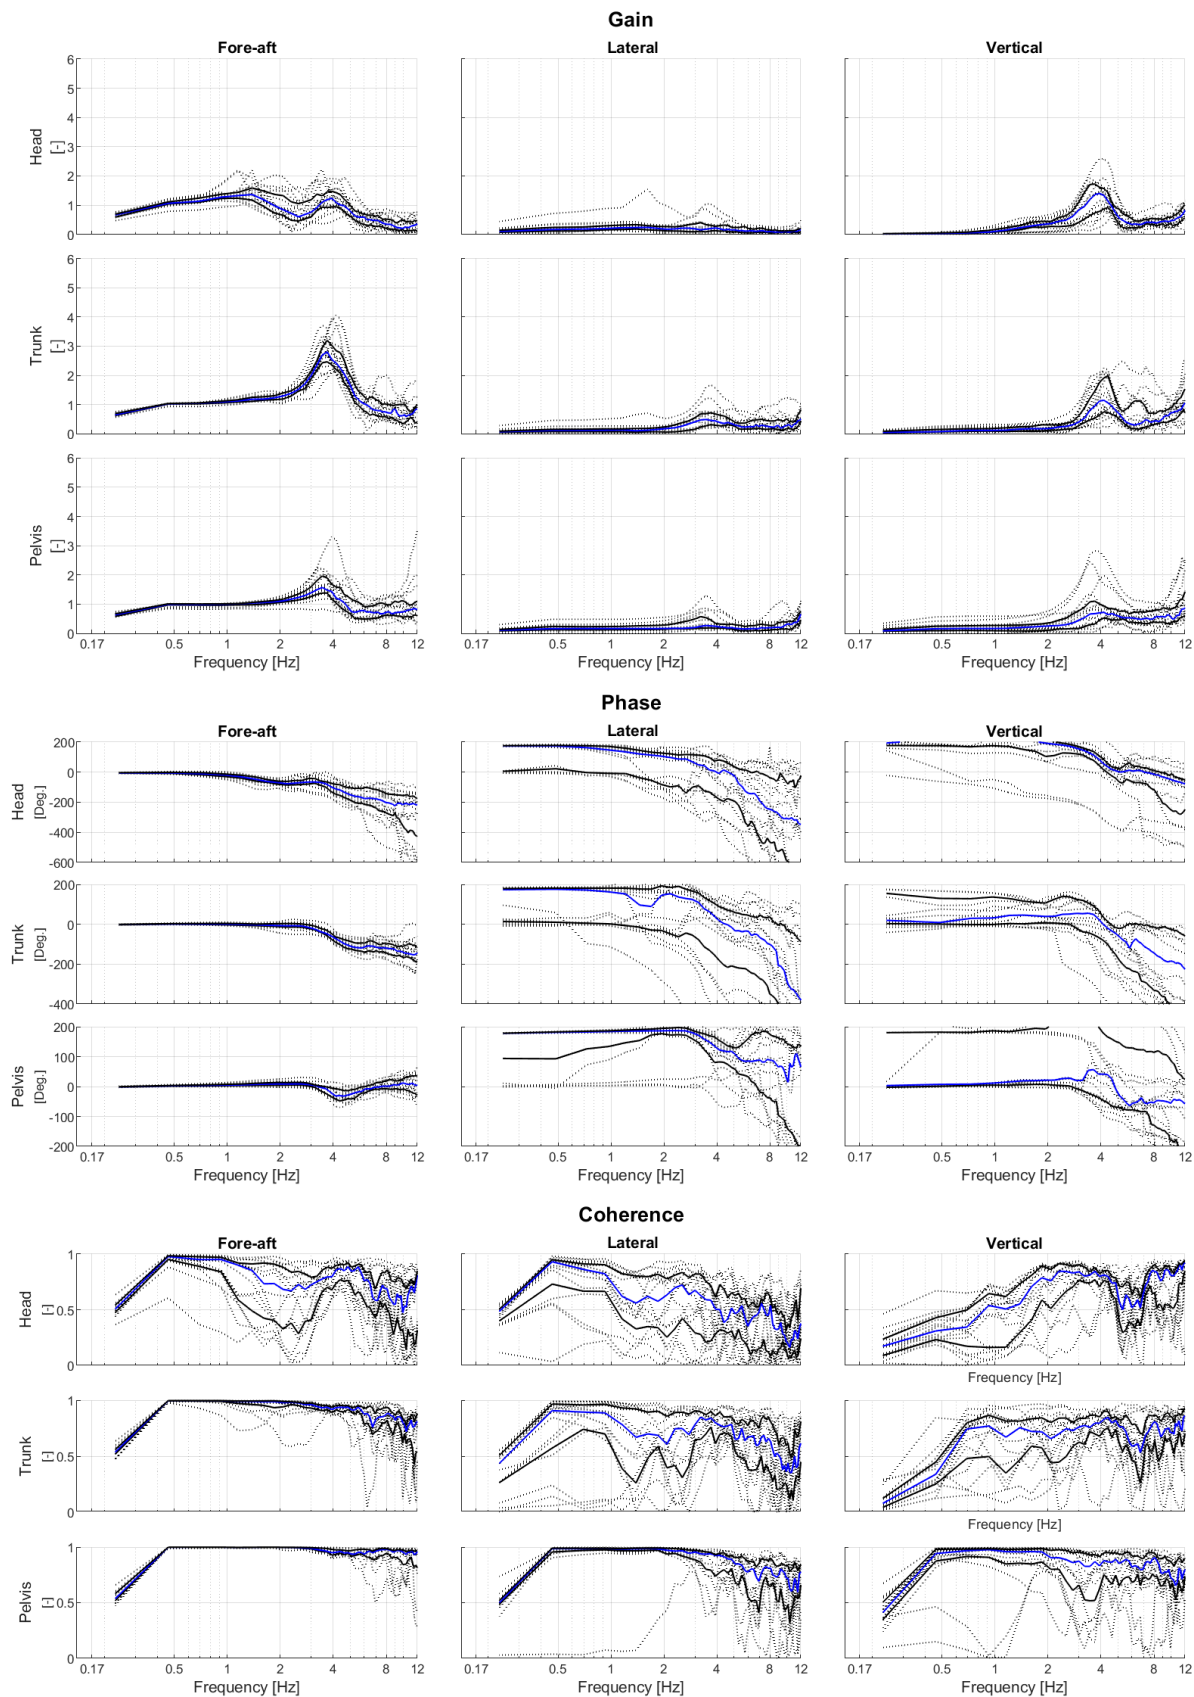 Gain
Fore-aft Lateral Vertical
6
5
4
3
2
1
0
Head
[-]
6
5
4
3
2
1
0
Trunk
[-]
6
5
4
3
2
1
0
Pelvis
[-]
0.17 0.5 1 2 4 8 12 0.17 0.5 1 2 4 8 12 0.17 0.5 1 2 4 8 12
Frequency [Hz] Frequency [Hz] Frequency [Hz]
Phase
Fore-aft Lateral Vertical
200
0
-200
-400
-600
Head
[Deg.]
200
0
-200
-400
Trunk
[Deg.]
200
100
0
-100
-200
Pelvis
[Deg.]
0.17 0.5 1 2 4 8 12 0.17 0.5 1 2 4 8 12 0.17 0.5 1 2 4 8 12
Frequency [Hz] Frequency [Hz] Frequency [Hz]
Coherence
Fore-aft Lateral Vertical
1
0.5
0
Head
[-]
Frequency [Hz]
1
0.5
0
Trunk
[-]
Frequency [Hz]
1
0.5
0
Pelvis
[-]
0.17 0.5 1 2 4 8 12 0.17 0.5 1 2 4 8 12 0.17 0.5 1 2 4 8 12
Frequency [Hz] Frequency [Hz] Frequency [Hz]